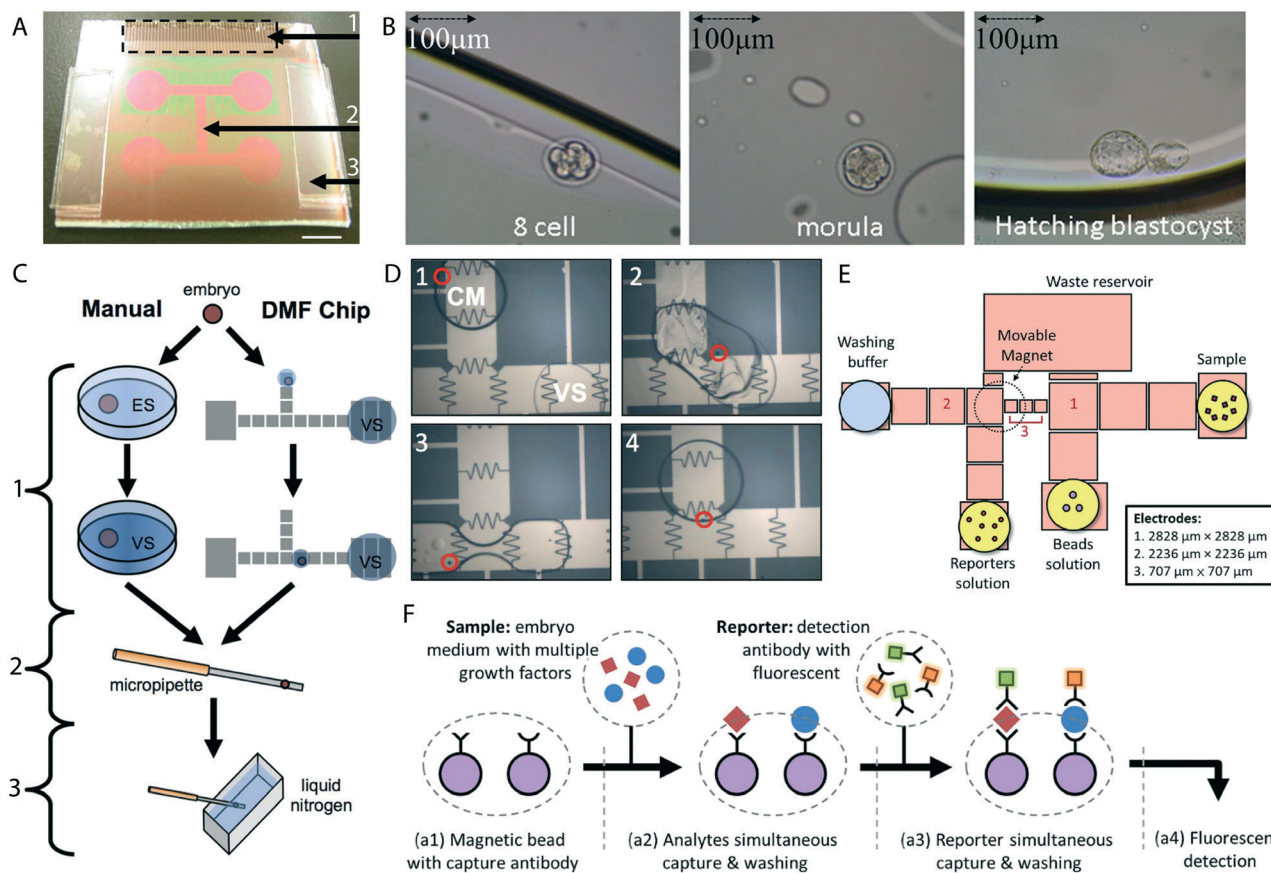 A
1
2
3
B
100μm
100μm
100μm
8 cell
morula
Hatching blastocyst
C
Manual
embryo
DMF Chip
ES
VS
VS
VS
1
2
3
micropipette
liquid
nitrogen
D
1
CM
VS
2
3
4
E
Waste reservoir
Movable
Magnet
Washing
buffer
Sample
2
1
3
Reporters
solution
Beads
solution
Electrodes:
1. 2828 μm × 2828 μm
2. 2236 μm × 2236 μm
3. 707 μm x 707 μm
F
Sample: embryo
medium with multiple
growth factors
Reporter: detection
antibody with
fluorescent
(a1) Magnetic bead
with capture antibody
(a2) Analytes simultaneous
capture & washing
(a3) Reporter simultaneous
capture & washing
(a4) Fluorescen
detection